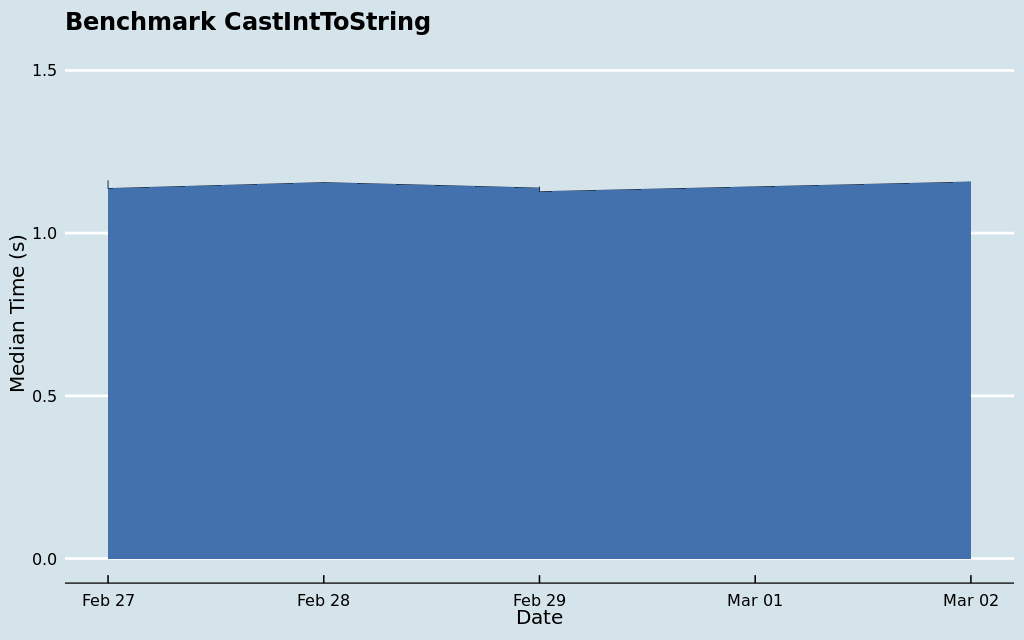 Benchmark CastIntToString
1.5
1.0
0.5
0.0
Median Time (s)
Feb 27 Feb 28 Feb 29 Mar 01 Mar 02
Date